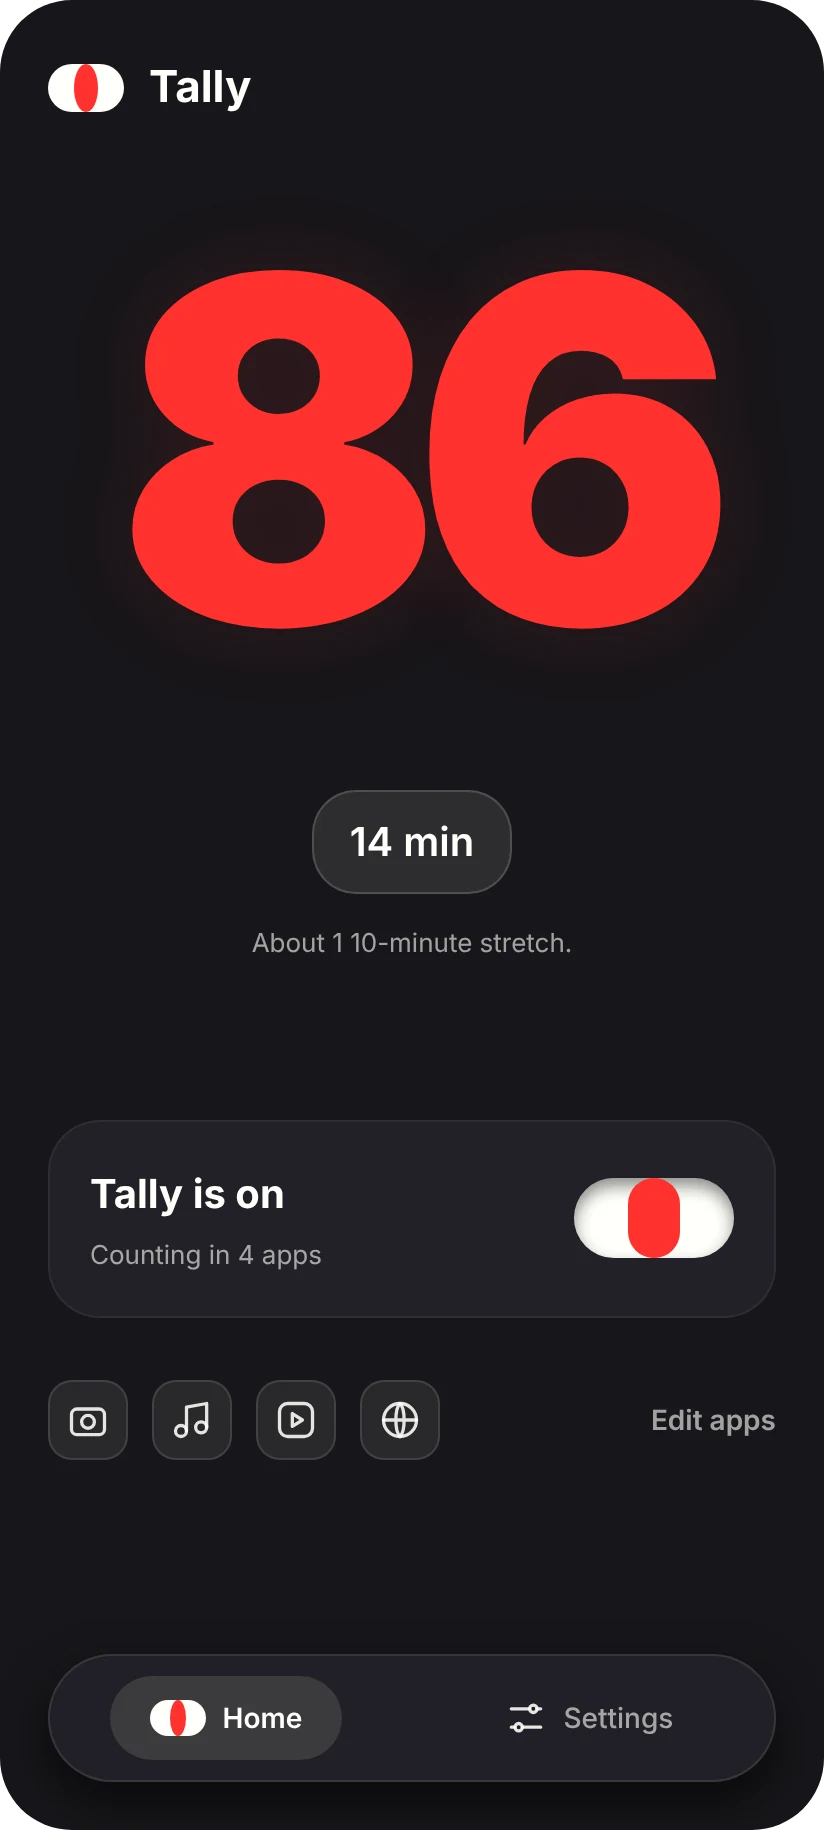 Tally
86
14 min
About 1 10-minute stretch.
Tally is on
Counting in 4 apps
Edit apps
Home
Settings